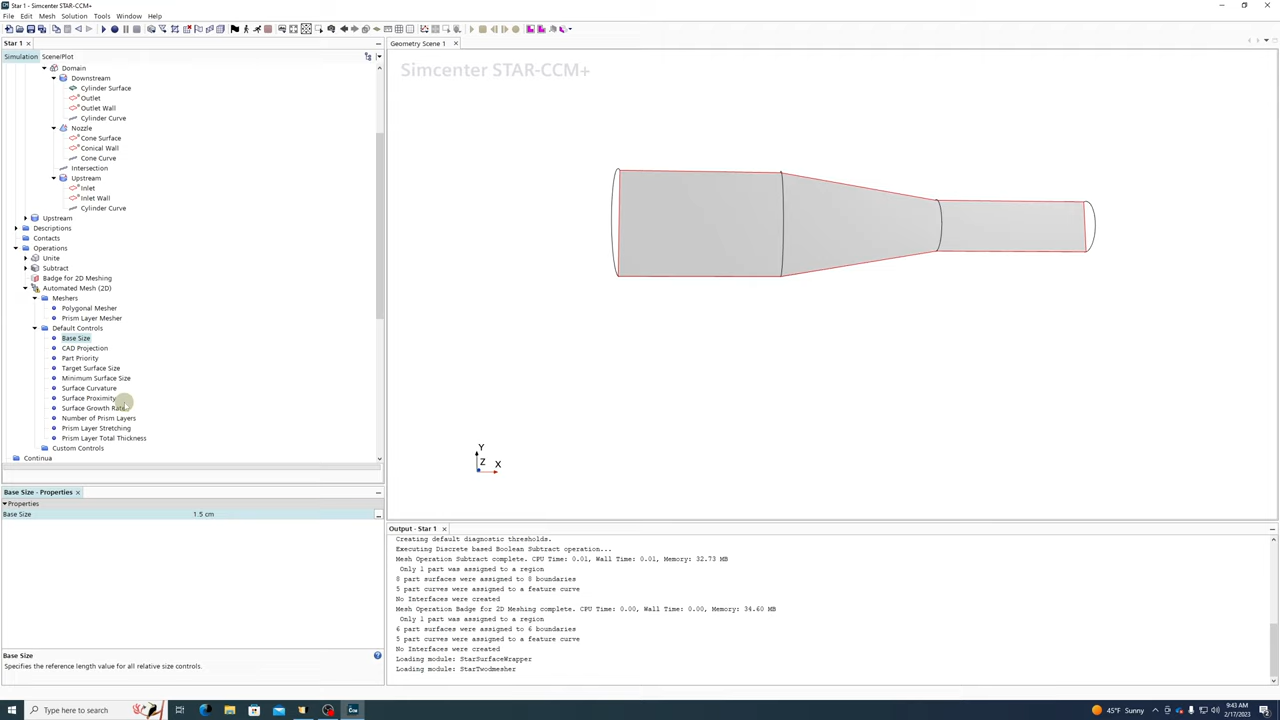 Star 1 - Simcenter STAR-CCM+
File Edit Mesh Solution Tools Window Help
Star 1
Geometry Scene 1
Simulation Scene/Plot
Simcenter STAR-CCM+
Domain
Downstream
Cylinder Surface
Outlet
Outlet Wall
Cylinder Curve
Nozzle
Cone Surface
Conical Wall
Cone Curve
Intersection
Upstream
Inlet
Inlet Wall
Cylinder Curve
Upstream
Descriptions
Contacts
Operations
Unite
Subtract
Badge for 2D Meshing
Automated Mesh (2D)
Meshers
Polygonal Mesher
Prism Layer Mesher
Default Controls
Base Size
CAD Projection
Part Priority
Target Surface Size
Minimum Surface Size
Surface Curvature
Surface Proximity
Surface Growth Rate
Number of Prism Layers
Prism Layer Stretching
Prism Layer Total Thickness
Custom Controls
Continua
Y
Z X
Base Size - Properties
Properties
Base Size 1.5 cm
...
Base Size
Specifies the reference length value for all relative size controls.
Output - Star 1
Creating default diagnostic thresholds.
Executing Discrete based Boolean Subtract operation...
Mesh Operation Subtract complete. CPU Time: 0.01, Wall Time: 0.01, Memory: 32.73 MB
Only 1 part was assigned to a region
8 part surfaces were assigned to 8 boundaries
5 part curves were assigned to a feature curve
No Interfaces were created
Mesh Operation Badge for 2D Meshing complete. CPU Time: 0.00, Wall Time: 0.00, Memory: 34.60 MB
Only 1 part was assigned to a region
6 part surfaces were assigned to 6 boundaries
5 part curves were assigned to a feature curve
No Interfaces were created
Loading module: StarSurfaceWrapper
Loading module: StarTwodmesher
Type here to search
45°F Sunny
9:43 AM
2/17/2023